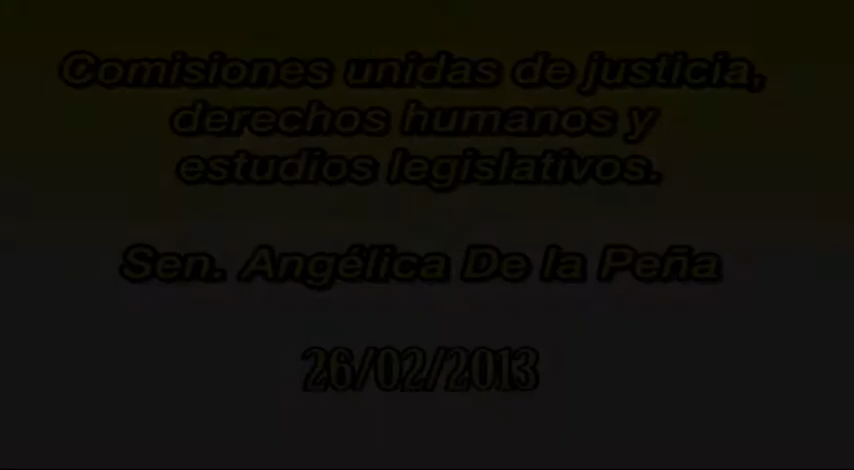 Comisiones unidas de justicia,
derechos humanos y
estudios legislativos.
Sen. Angélica De la Peña
26/02/2013